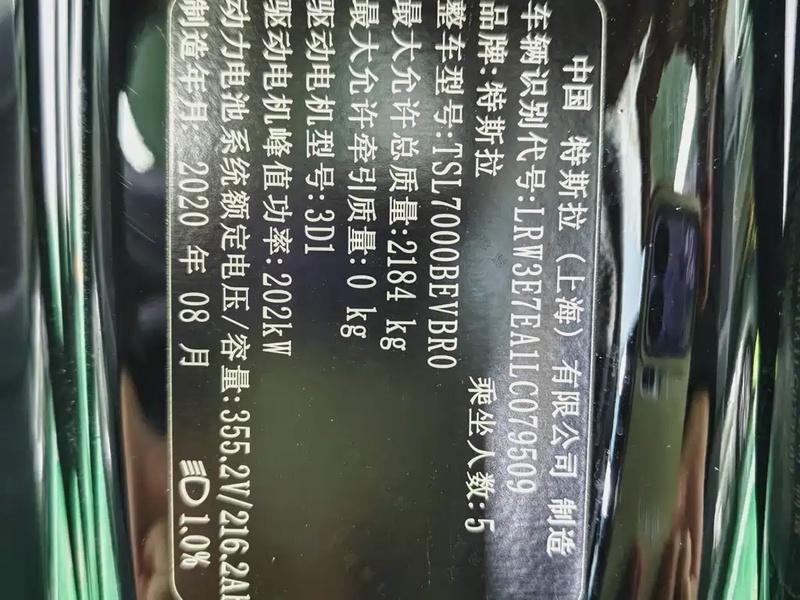 中国 特斯拉（上海）有限公司 制造
车辆识别代号:LRW3E7EA1LC079509
品牌:特斯拉 乘坐人数:5
整车型号:TSL7000BEVBR0
最大允许总质量:2184 kg
最大允许牵引质量:0 kg
驱动电机型号:3D1
驱动电机峰值功率:202kW
动力电池系统额定电压/容量:355.2V/216.2Ah
制造年月: 2020 年 08 月 1.0%